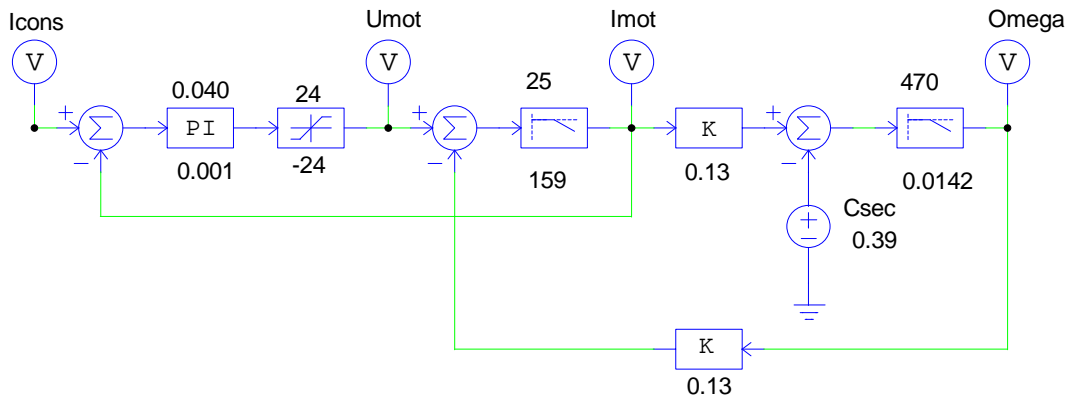 Icons
Umot
Imot
Omega
V
V
V
V
0.040
24
25
470
+
Σ
PI
+
Σ
K
+
Σ
−
−
−
0.001
-24
159
0.13
0.0142
Csec
+
−
0.39
K
0.13